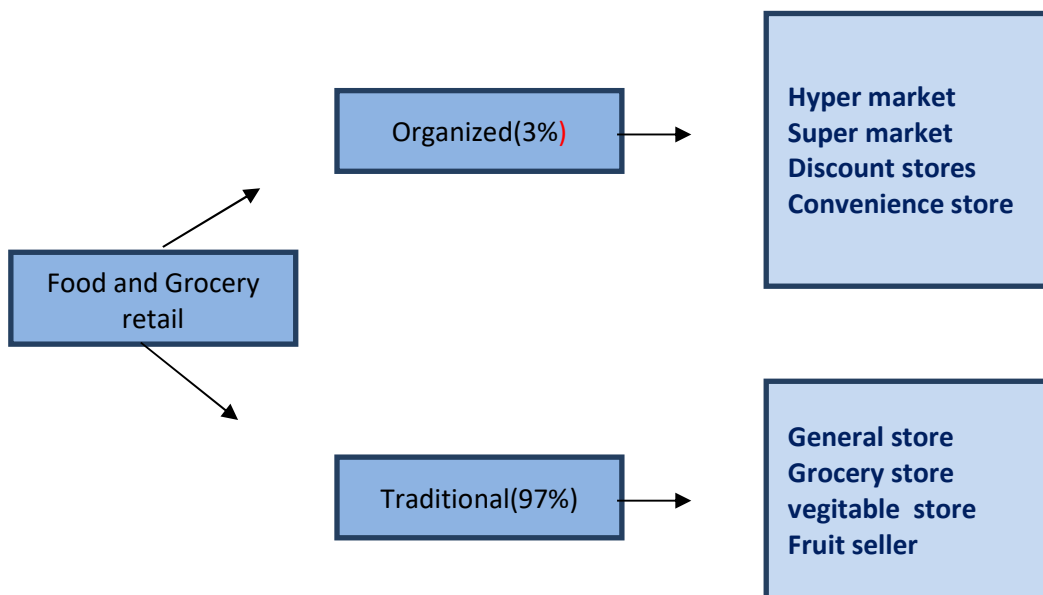 Organized(3%)
Hyper market
Super market
Discount stores
Convenience store
Food and Grocery
retail
Traditional(97%)
General store
Grocery store
vegitable  store
Fruit seller